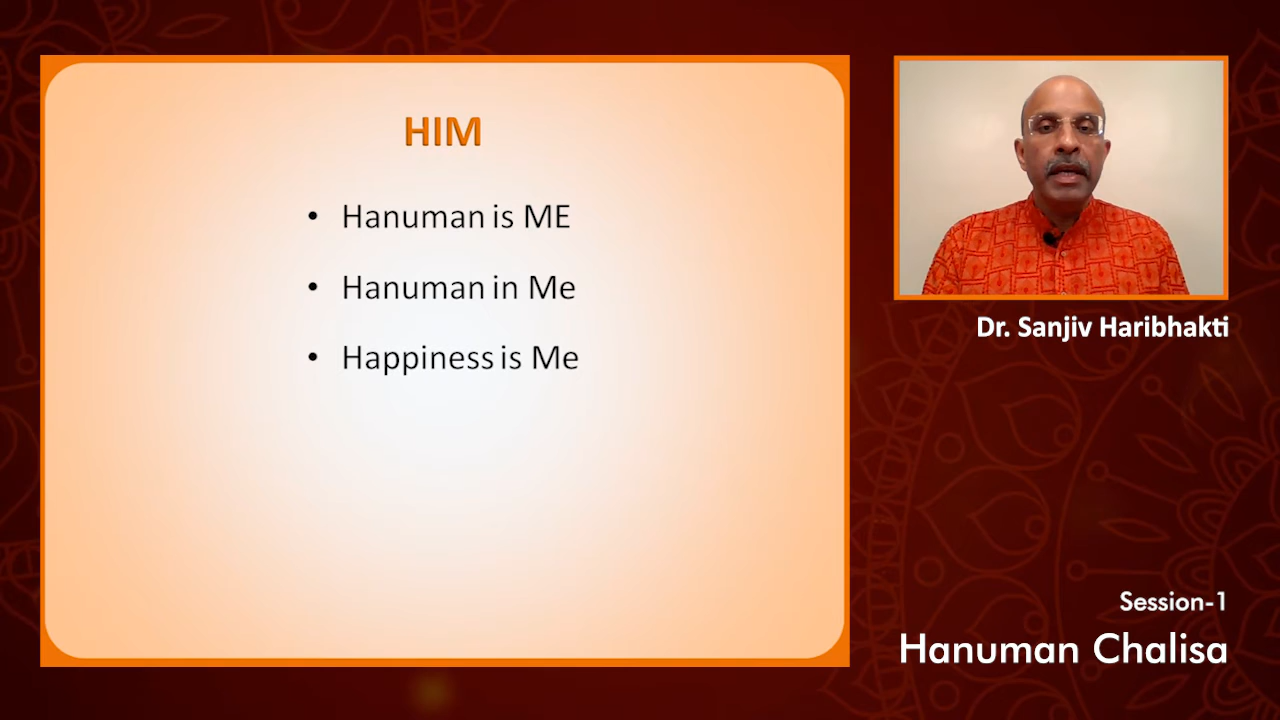 HIM
• Hanuman is ME
• Hanuman in Me
• Happiness is Me
Dr. Sanjiv Haribhakti
Session-1
Hanuman Chalisa